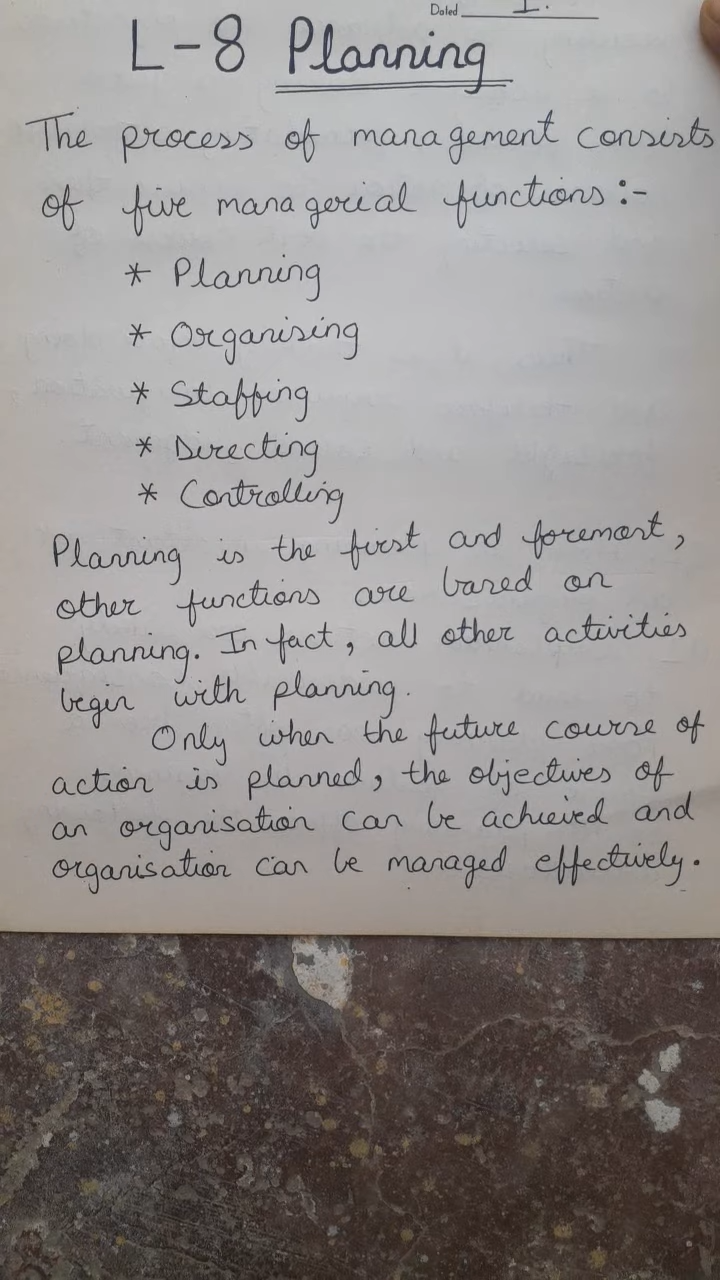 Dated 1.
L-8 Planning
The process of management consists
of five managerial functions :-
* Planning
* Organising
* Staffing
* Directing
* Controlling
Planning is the first and foremost,
other functions are based on
planning. In fact, all other activities
begin with planning.
Only when the future course of
action is planned, the objectives of
an organisation can be achieved and
organisation can be managed effectively.